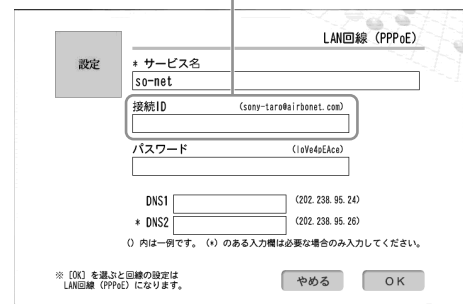 LAN回線 (PPPoE)
設定
* サービス名
so-net
接続ID (sony-taro@airbonet.com)
パスワード (loVe4pEAce)
DNS1 (202.238.95.24)
* DNS2 (202.238.95.26)
() 内は一例です。 (*) のある入力欄は必要な場合のみ入力してください。
※ [OK] を選ぶと回線の設定は
LAN回線 (PPPoE) になります。
やめる OK